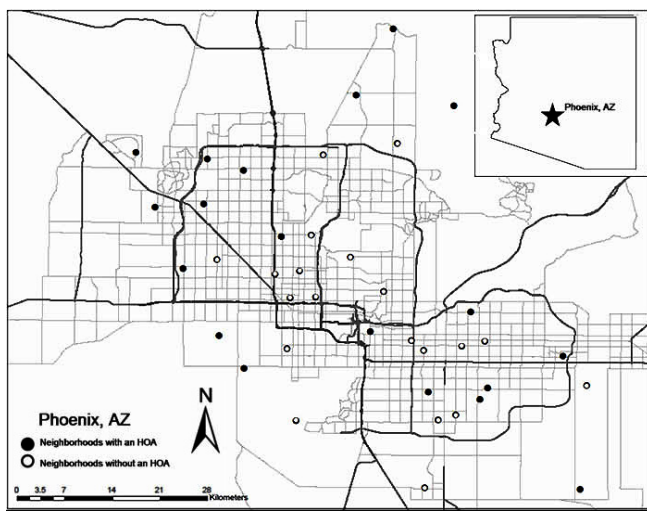 Phoenix, AZ
N
Phoenix, AZ
Neighborhoods with an HOA
Neighborhoods without an HOA
0 3.5 7 14 21 28
Kilometers